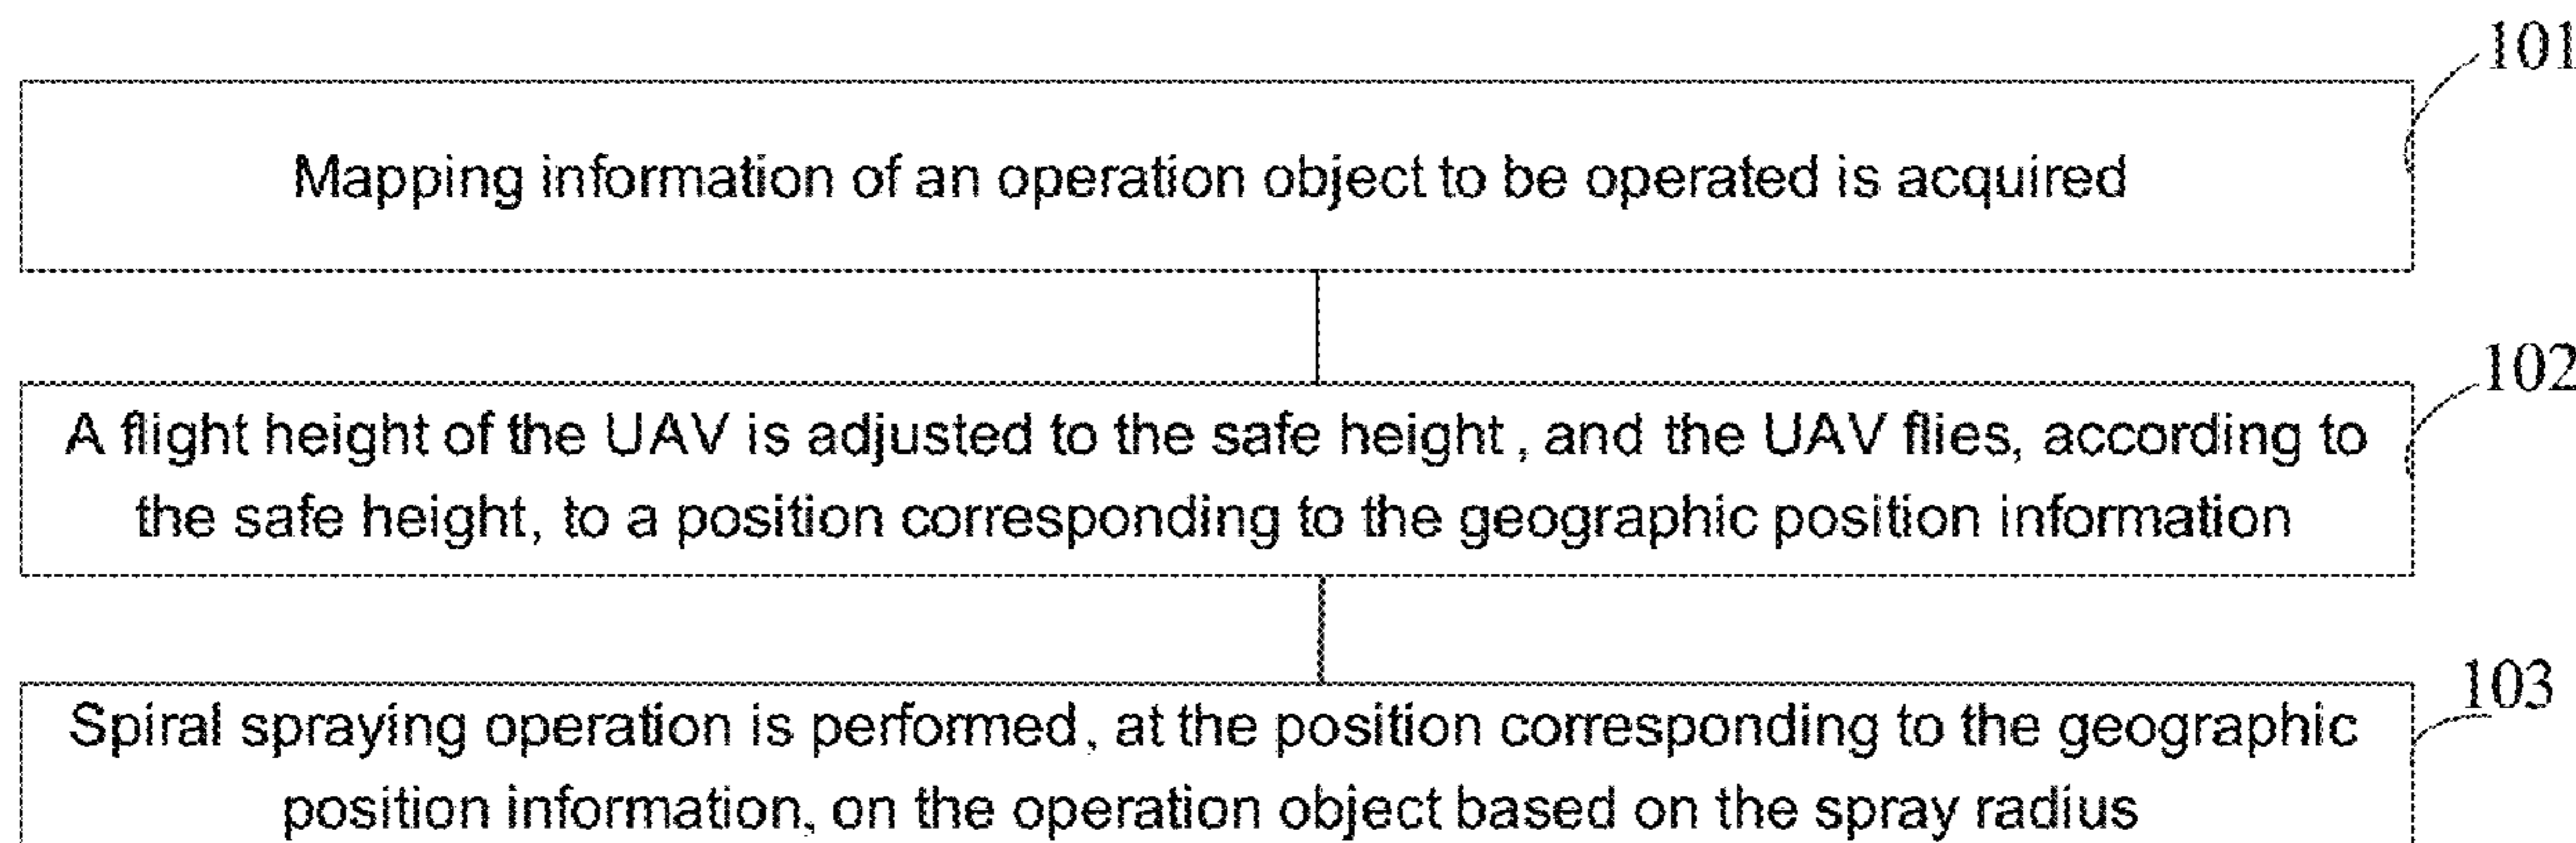 101
Mapping information of an operation object to be operated is acquired
102
A flight height of the UAV is adjusted to the safe height, and the UAV flies, according to
the safe height, to a position corresponding to the geographic position information
103
Spiral spraying operation is performed, at the position corresponding to the geographic
position information, on the operation object based on the spray radius